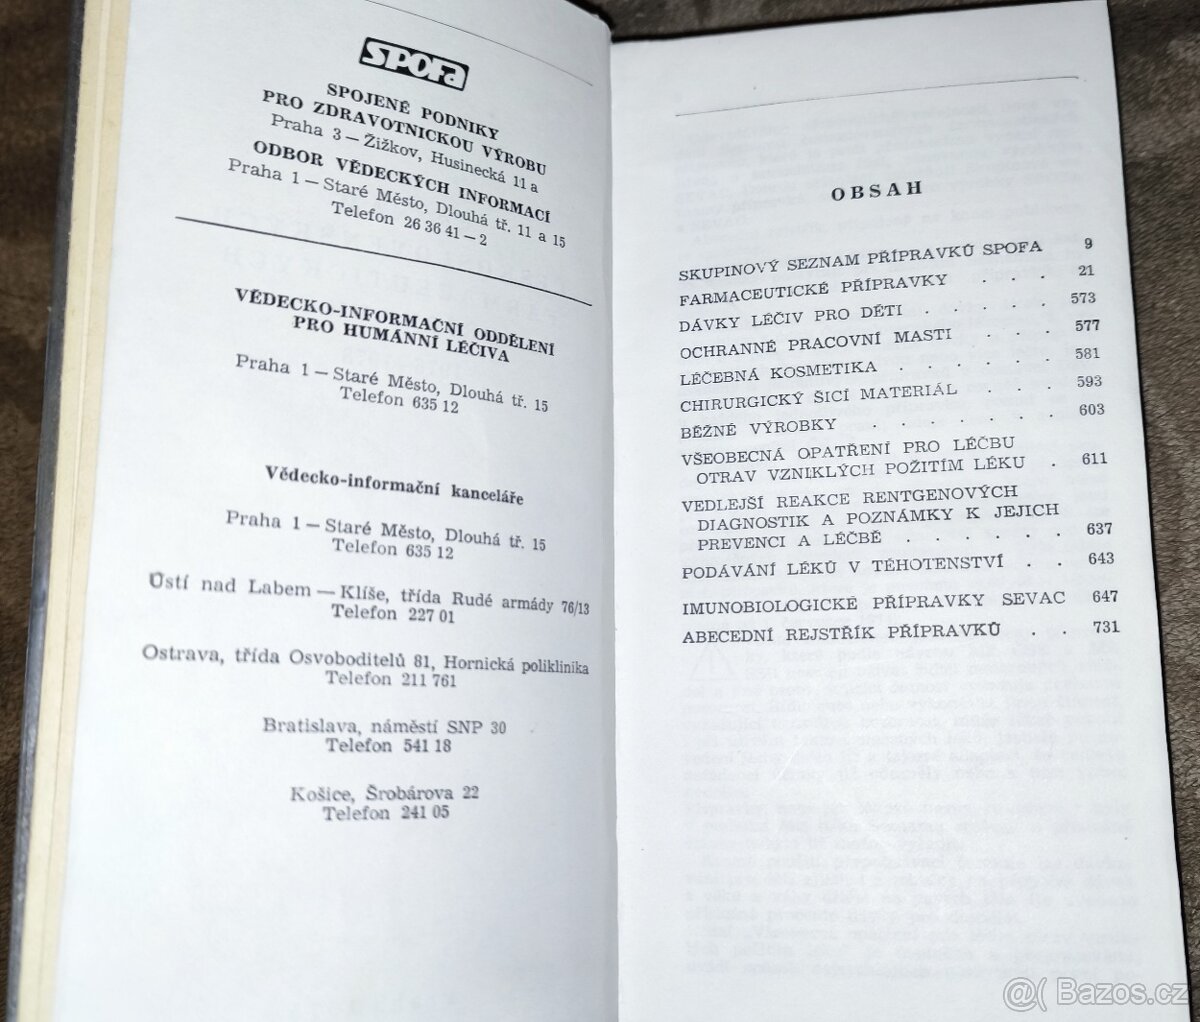 SPOFA
SPOJENÉ PODNIKY
PRO ZDRAVOTNICKOU VÝROBU
Praha 3 — Žižkov, Husinecká 11 a
ODBOR VĚDECKÝCH INFORMACÍ
Praha 1 — Staré Město, Dlouhá tř. 11 a 15
Telefon 26 36 41 — 2
VĚDECKO-INFORMAČNÍ ODDĚLENÍ
PRO HUMÁNNÍ LÉČIVA
Praha 1 — Staré Město, Dlouhá tř. 15
Telefon 635 12
Vědecko-informační kanceláře
Praha 1 — Staré Město, Dlouhá tř. 15
Telefon 635 12
Ústí nad Labem — Klíše, třída Rudé armády 76/13
Telefon 227 01
Ostrava, třída Osvoboditelů 81, Hornická poliklinika
Telefon 211 761
Bratislava, náměstí SNP 30
Telefon 541 18
Košice, Šrobárova 22
Telefon 241 05
OBSAH
SKUPINOVÝ SEZNAM PŘÍPRAVKŮ SPOFA 9
FARMACEUTICKÉ PŘÍPRAVKY . . . 21
DÁVKY LÉČIV PRO DĚTI . . . . . 573
OCHRANNÉ PRACOVNÍ MASTI . . . 577
LÉČEBNÁ KOSMETIKA . . . . . . 581
CHIRURGICKÝ ŠICÍ MATERIÁL . . . 593
BĚŽNÉ VÝROBKY . . . . . . . 603
VŠEOBECNÁ OPATŘENÍ PRO LÉČBU
OTRAV VZNIKLÝCH POŽITÍM LÉKU . 611
VEDLEJŠÍ REAKCE RENTGENOVÝCH
DIAGNOSTIK A POZNÁMKY K JEJICH
PREVENCI A LÉČBĚ . . . . . . 637
PODÁVÁNÍ LÉKŮ V TĚHOTENSTVÍ . . 643
IMUNOBIOLOGICKÉ PŘÍPRAVKY SEVAC 647
ABECEDNÍ REJSTŘÍK PŘÍPRAVKŮ . . 731
@( Bazos.cz